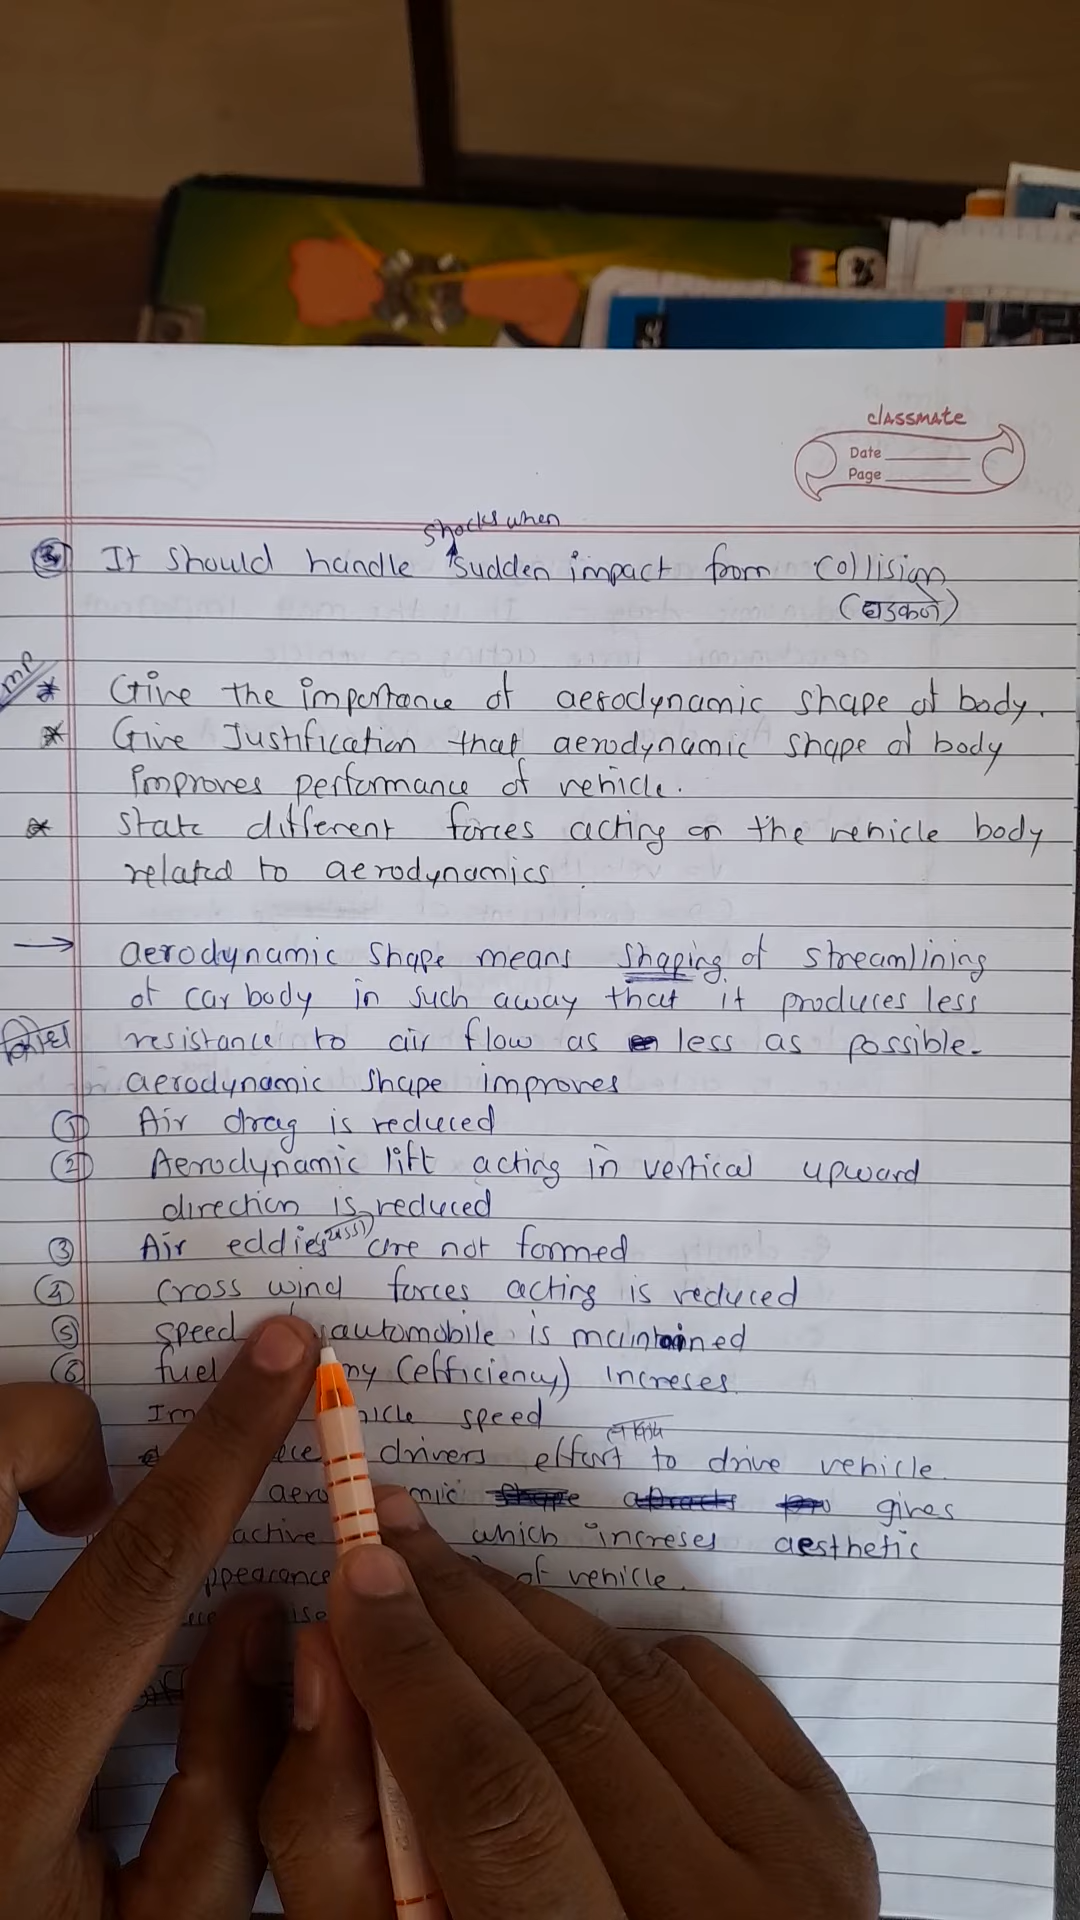 classmate
Date
Page
shocks when
3 It should handle sudden impact from collision
(धडकने)
IMP
* Give the importance of aerodynamic shape of body.
* Give Justification that aerodynamic shape of body
improves performance of vehicle.
* State different forces acting on the vehicle body
related to aerodynamics.
→ aerodynamic shape means shaping of streamlining
of car body in such away that it produces less
resistance to air flow as less as possible.
aerodynamic shape improves
① Air drag is reduced
② Aerodynamic lift acting in vertical upward
direction is reduced
③ Air eddies are not formed
④ cross wind forces acting is reduced
⑤ speed automobile is maintained
⑥ fuel (efficiency) increses.
speed
drivers effort to drive vehicle.
gives
which increses aesthetic
of vehicle.